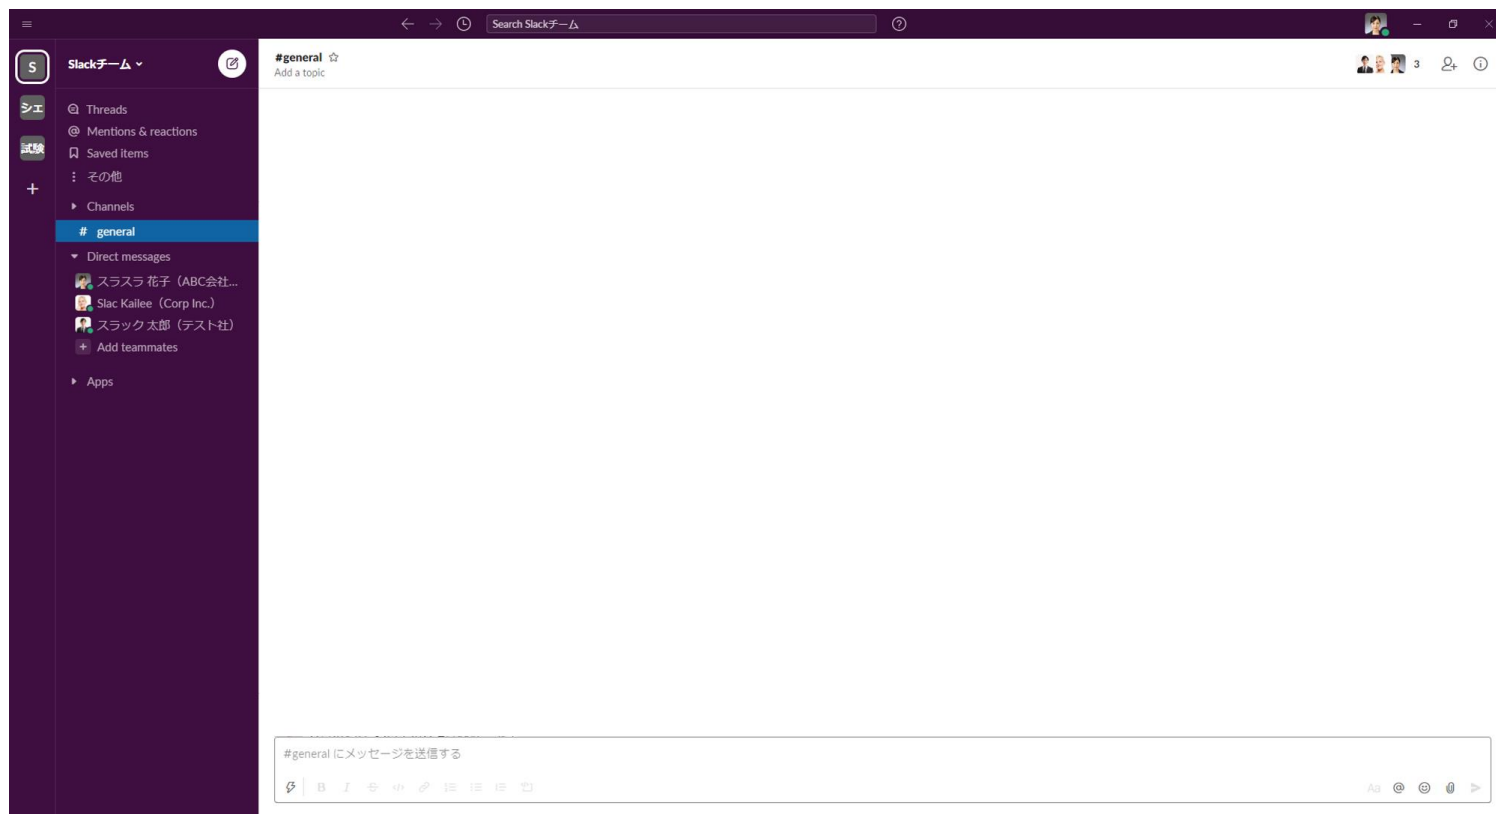 Search Slackチーム
S
シエ
試験
Slackチーム
Threads
@ Mentions & reactions
Saved items
その他
Channels
# general
Direct messages
スラスラ 花子（ABC会社...
Slac Kailee（Corp Inc.）
スラック 太郎（テスト社）
+ Add teammates
Apps
#general
Add a topic
3
#general にメッセージを送信する
B I S
Aa @